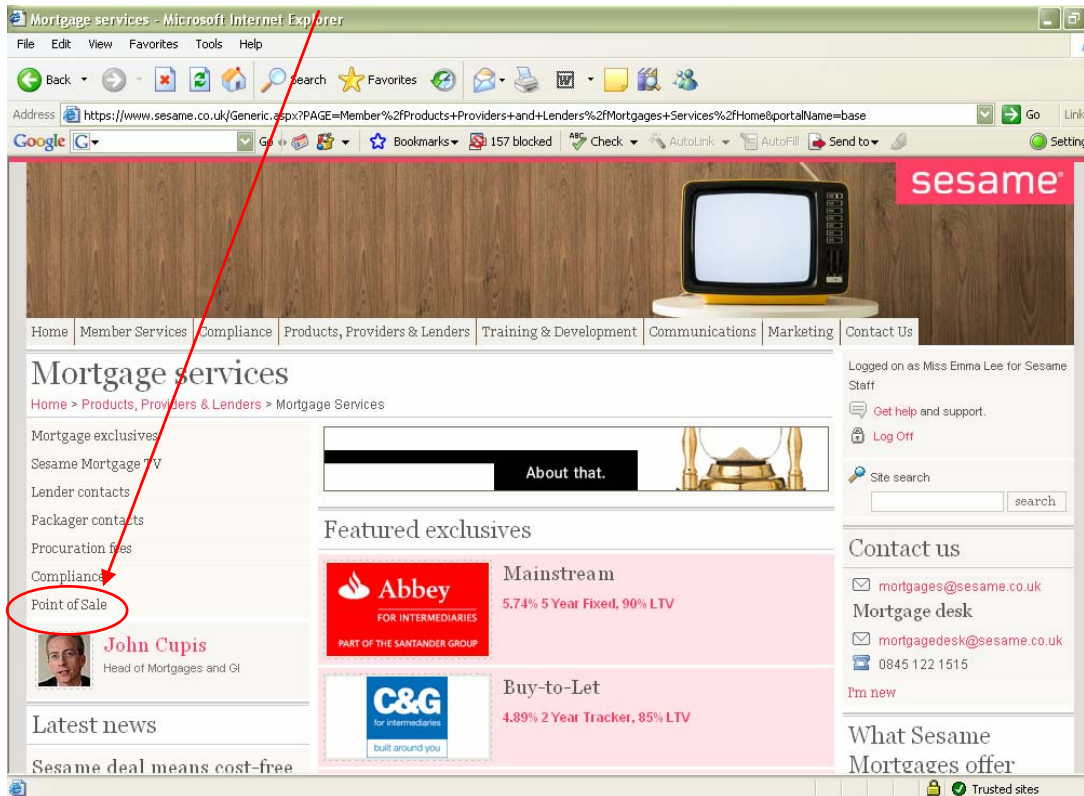 Mortgage services - Microsoft Internet Explorer
File Edit View Favorites Tools Help
Back Search Favorites
Address https://www.sesame.co.uk/Generic.aspx?PAGE=Member%2fProducts+Providers+and+Lenders%2fMortgages+Services%2fHome&portalName=base Go Link
Google G Go Bookmarks 157 blocked ABC Check AutoLink AutoFill Send to Setting
sesame
Home Member Services Compliance Products, Providers & Lenders Training & Development Communications Marketing Contact Us
Mortgage services
Home > Products, Providers & Lenders > Mortgage Services
Mortgage exclusives
Sesame Mortgage TV
Lender contacts
Packager contacts
Procuration fees
Compliance
Point of Sale
John Cupis
Head of Mortgages and GI
Latest news
Sesame deal means cost-free
About that.
Featured exclusives
Abbey
FOR INTERMEDIARIES
PART OF THE SANTANDER GROUP
Mainstream
5.74% 5 Year Fixed, 90% LTV
C&G
for intermediaries
built around you
Buy-to-Let
4.89% 2 Year Tracker, 85% LTV
Logged on as Miss Emma Lee for Sesame
Staff
Get help and support.
Log Off
Site search
search
Contact us
mortgages@sesame.co.uk
Mortgage desk
mortgagedesk@sesame.co.uk
0845 122 1515
I'm new
What Sesame
Mortgages offer
Trusted sites